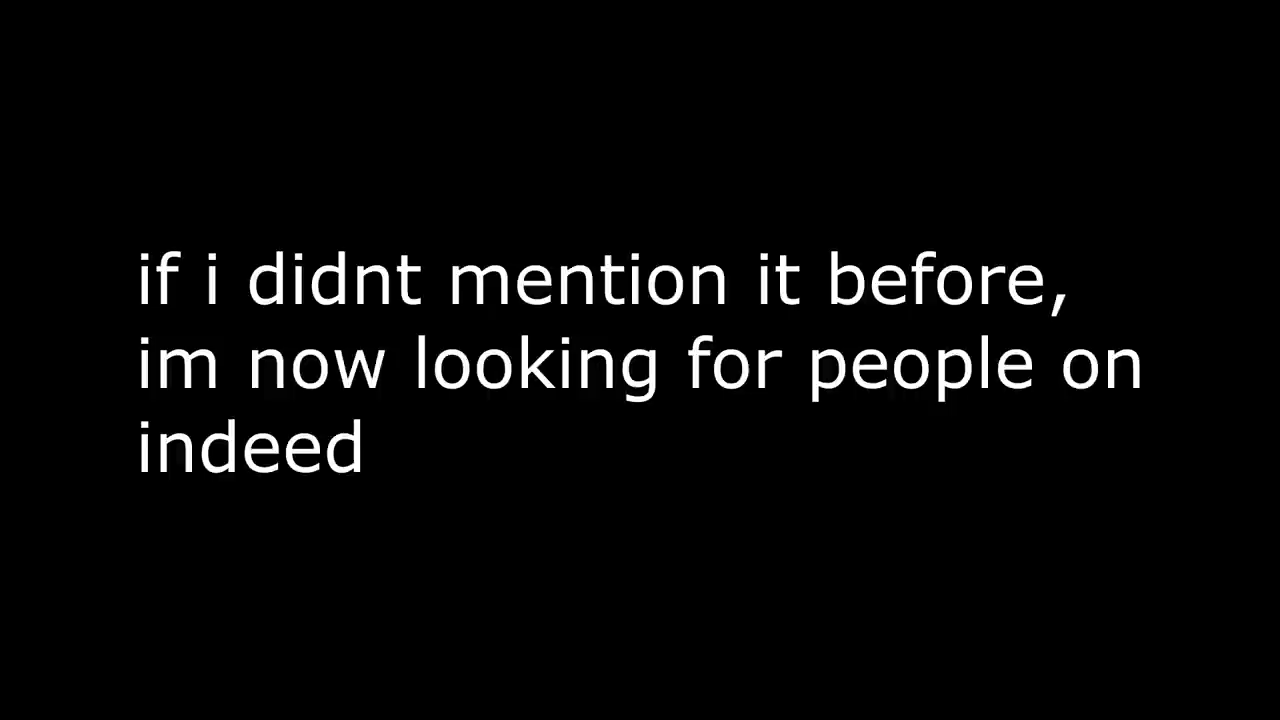 if i didnt mention it before,
im now looking for people on
indeed